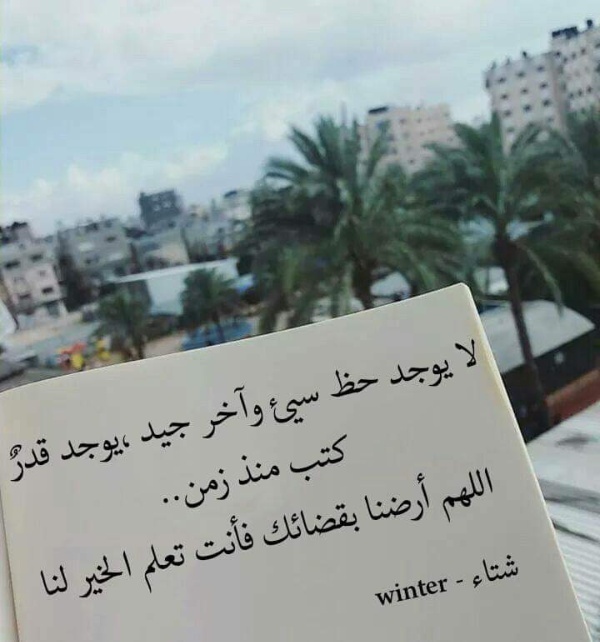 لا يوجد حظ سيئ وآخر جيد ،يوجد قدرٌ
كتب منذ زمن..
اللهم أرضنا بقضائك فأنت تعلم الخير لنا
شتاء - winter